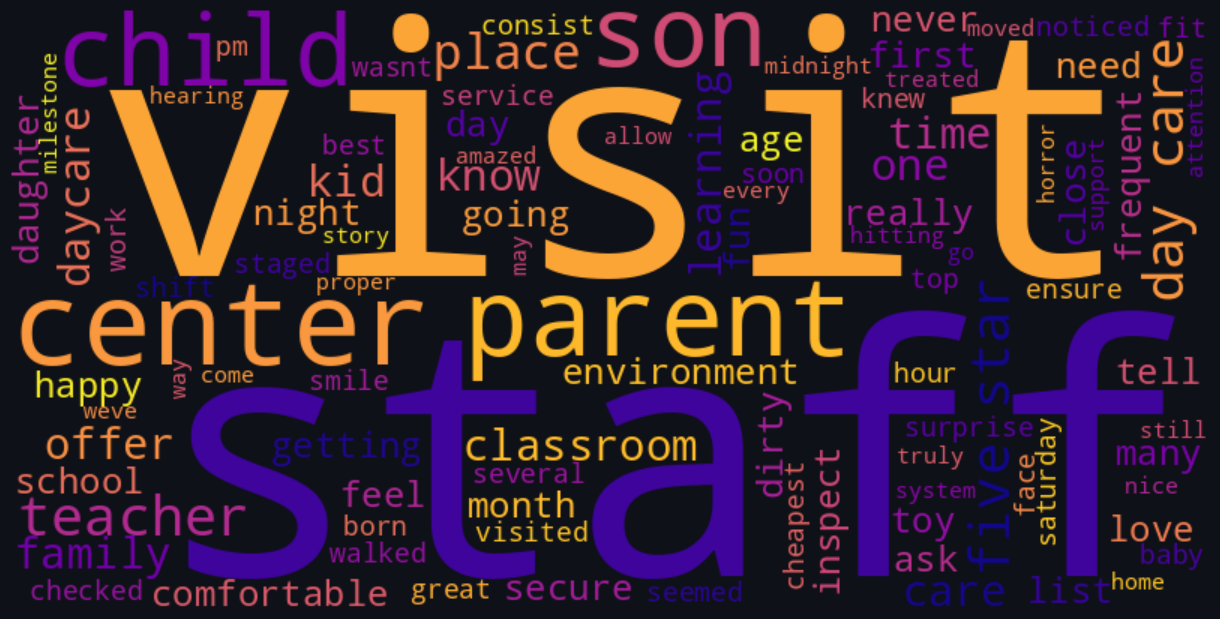 child
pm
wasnt
consist
place
son
never
moved
noticed
fit
midnight
first
treated
need
day care
attention
milestone
hearing
daughter
daycare
work
visit
service
day
best
amazed
kid
know
night
going
story
staged
shift
proper
may
allow
learning
fun
age
soon
every
knew
time
one
really
hitting
go
top
horror
close
support
frequent
ensure
center
parent
staff
five star
happy
way
come
weve
smile
environment
hour
tell
offer
getting
classroom
dirty
surprise
saturday
still
school
several
truly
many
teacher
feel
month
cheapest
inspect
system
face
nice
born
visited
toy
love
family
walked
ask
baby
checked
comfortable
great
secure
seemed
care
list
home